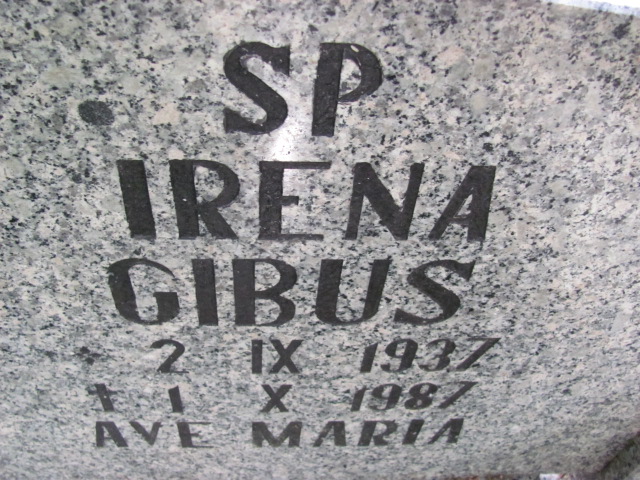 SP
IRENA
GIBUS
* 2 IX 1937
† 1 X 1987
AVE MARIA